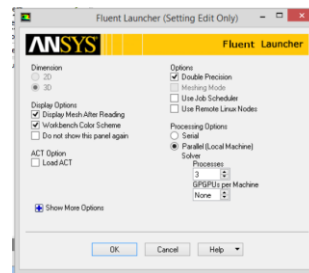 Fluent Launcher (Setting Edit Only)
ANSYS
Fluent Launcher
Dimension
2D
3D
Display Options
Display Mesh After Reading
Workbench Color Scheme
Do not show this panel again
ACT Option
Load ACT
Options
Double Precision
Meshing Mode
Use Job Scheduler
Use Remote Linux Nodes
Processing Options
Serial
Parallel (Local Machine)
Solver
Processes
3
GPGPUs per Machine
None
Show More Options
OK
Cancel
Help